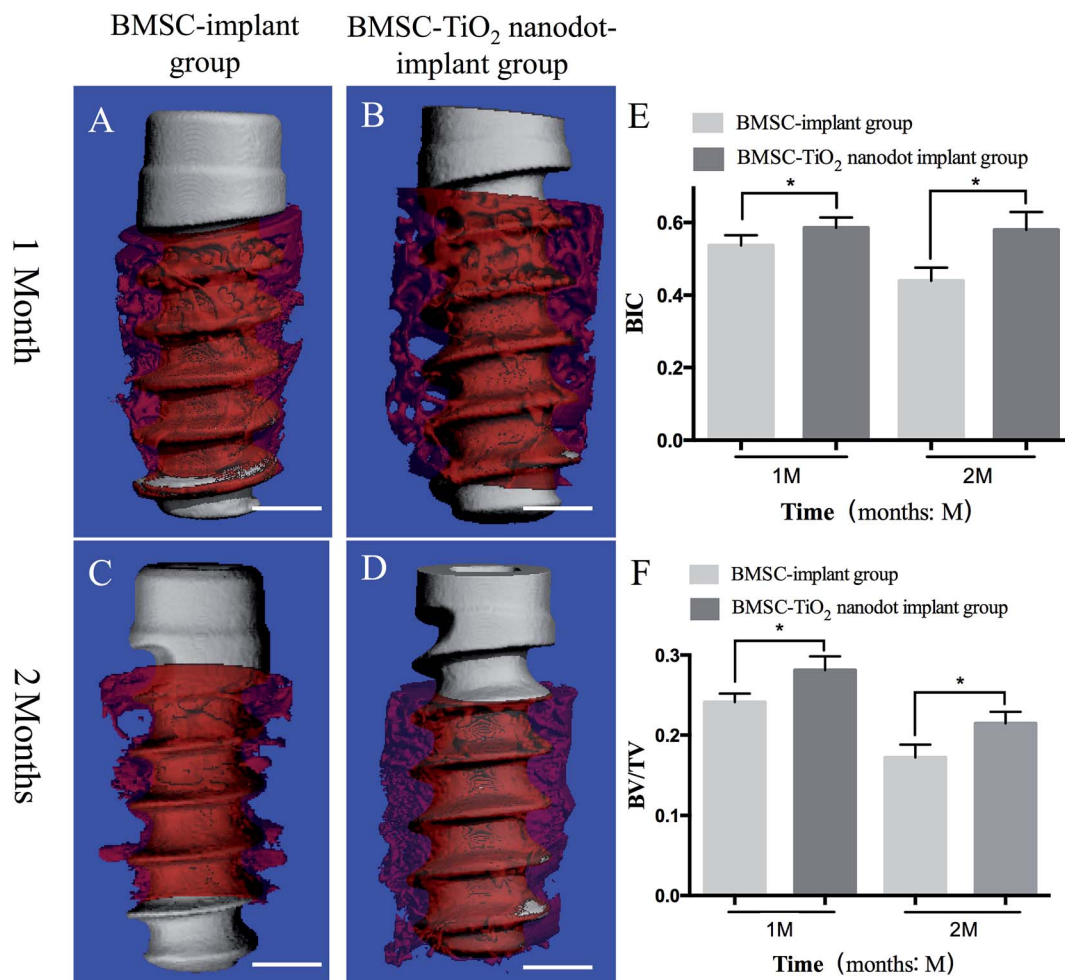 BMSC-implant
group
BMSC-TiO₂ nanodot-
implant group
1 Month
2 Months
A
B
C
D
E
BMSC-implant group
BMSC-TiO₂ nanodot implant group
*
*
0.6
0.4
0.2
0.0
BIC
1M
2M
Time (months: M)
F
BMSC-implant group
BMSC-TiO₂ nanodot implant group
*
*
0.3
0.2
0.1
0.0
BV/TV
1M
2M
Time (months: M)